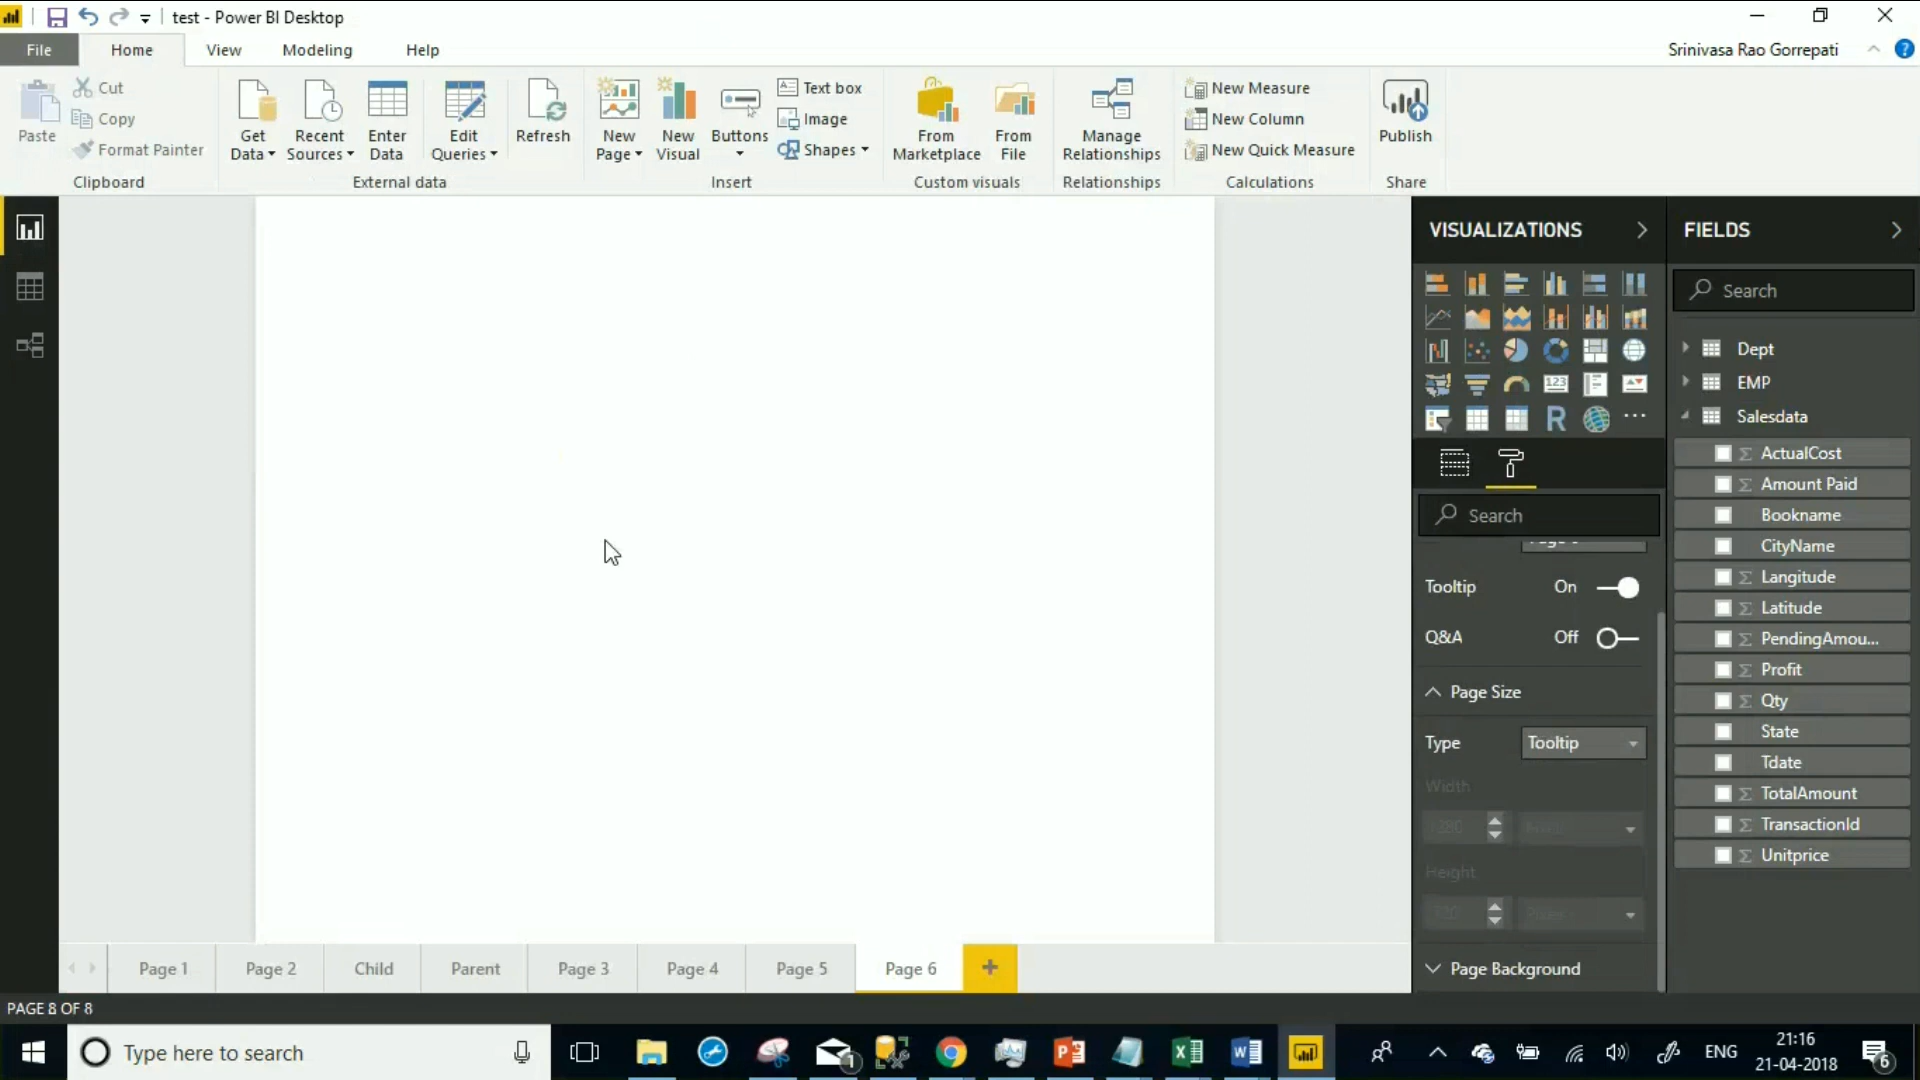 test - Power BI Desktop
File
Home
View
Modeling
Help
Srinivasa Rao Gorrepati
Paste
Cut
Copy
Format Painter
Clipboard
Get Data
Recent Sources
Enter Data
Edit Queries
Refresh
External data
New Page
New Visual
Buttons
Text box
Image
Shapes
Insert
From Marketplace
From File
Custom visuals
Manage Relationships
Relationships
New Measure
New Column
New Quick Measure
Calculations
Publish
Share
VISUALIZATIONS
FIELDS
Search
Search
Tooltip On
Q&A Off
Page Size
Type Tooltip
Width
Height
Page Background
Dept
EMP
Salesdata
ActualCost
Amount Paid
Bookname
CityName
Langitude
Latitude
PendingAmou...
Profit
Qty
State
Tdate
TotalAmount
TransactionId
Unitprice
Page 1
Page 2
Child
Parent
Page 3
Page 4
Page 5
Page 6
PAGE 8 OF 8
Type here to search
ENG
21:16
21-04-2018